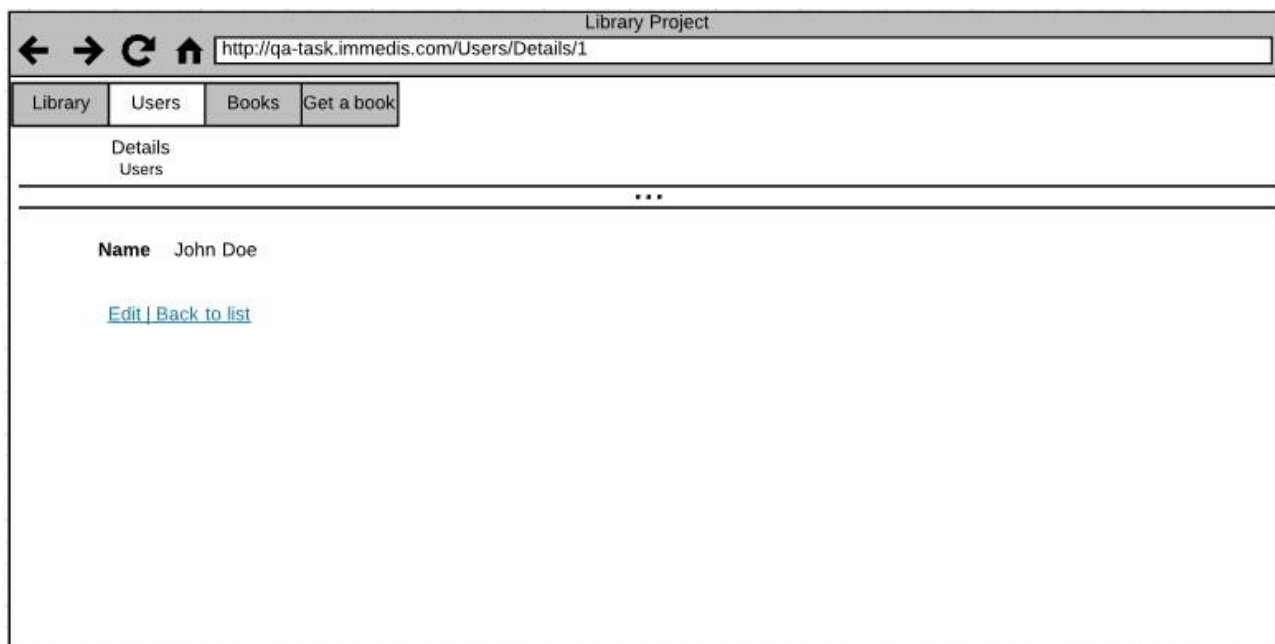 Library Project
http://qa-task.immedis.com/Users/Details/1
Library Users Books Get a book
Details
Users
...
Name John Doe
Edit | Back to list